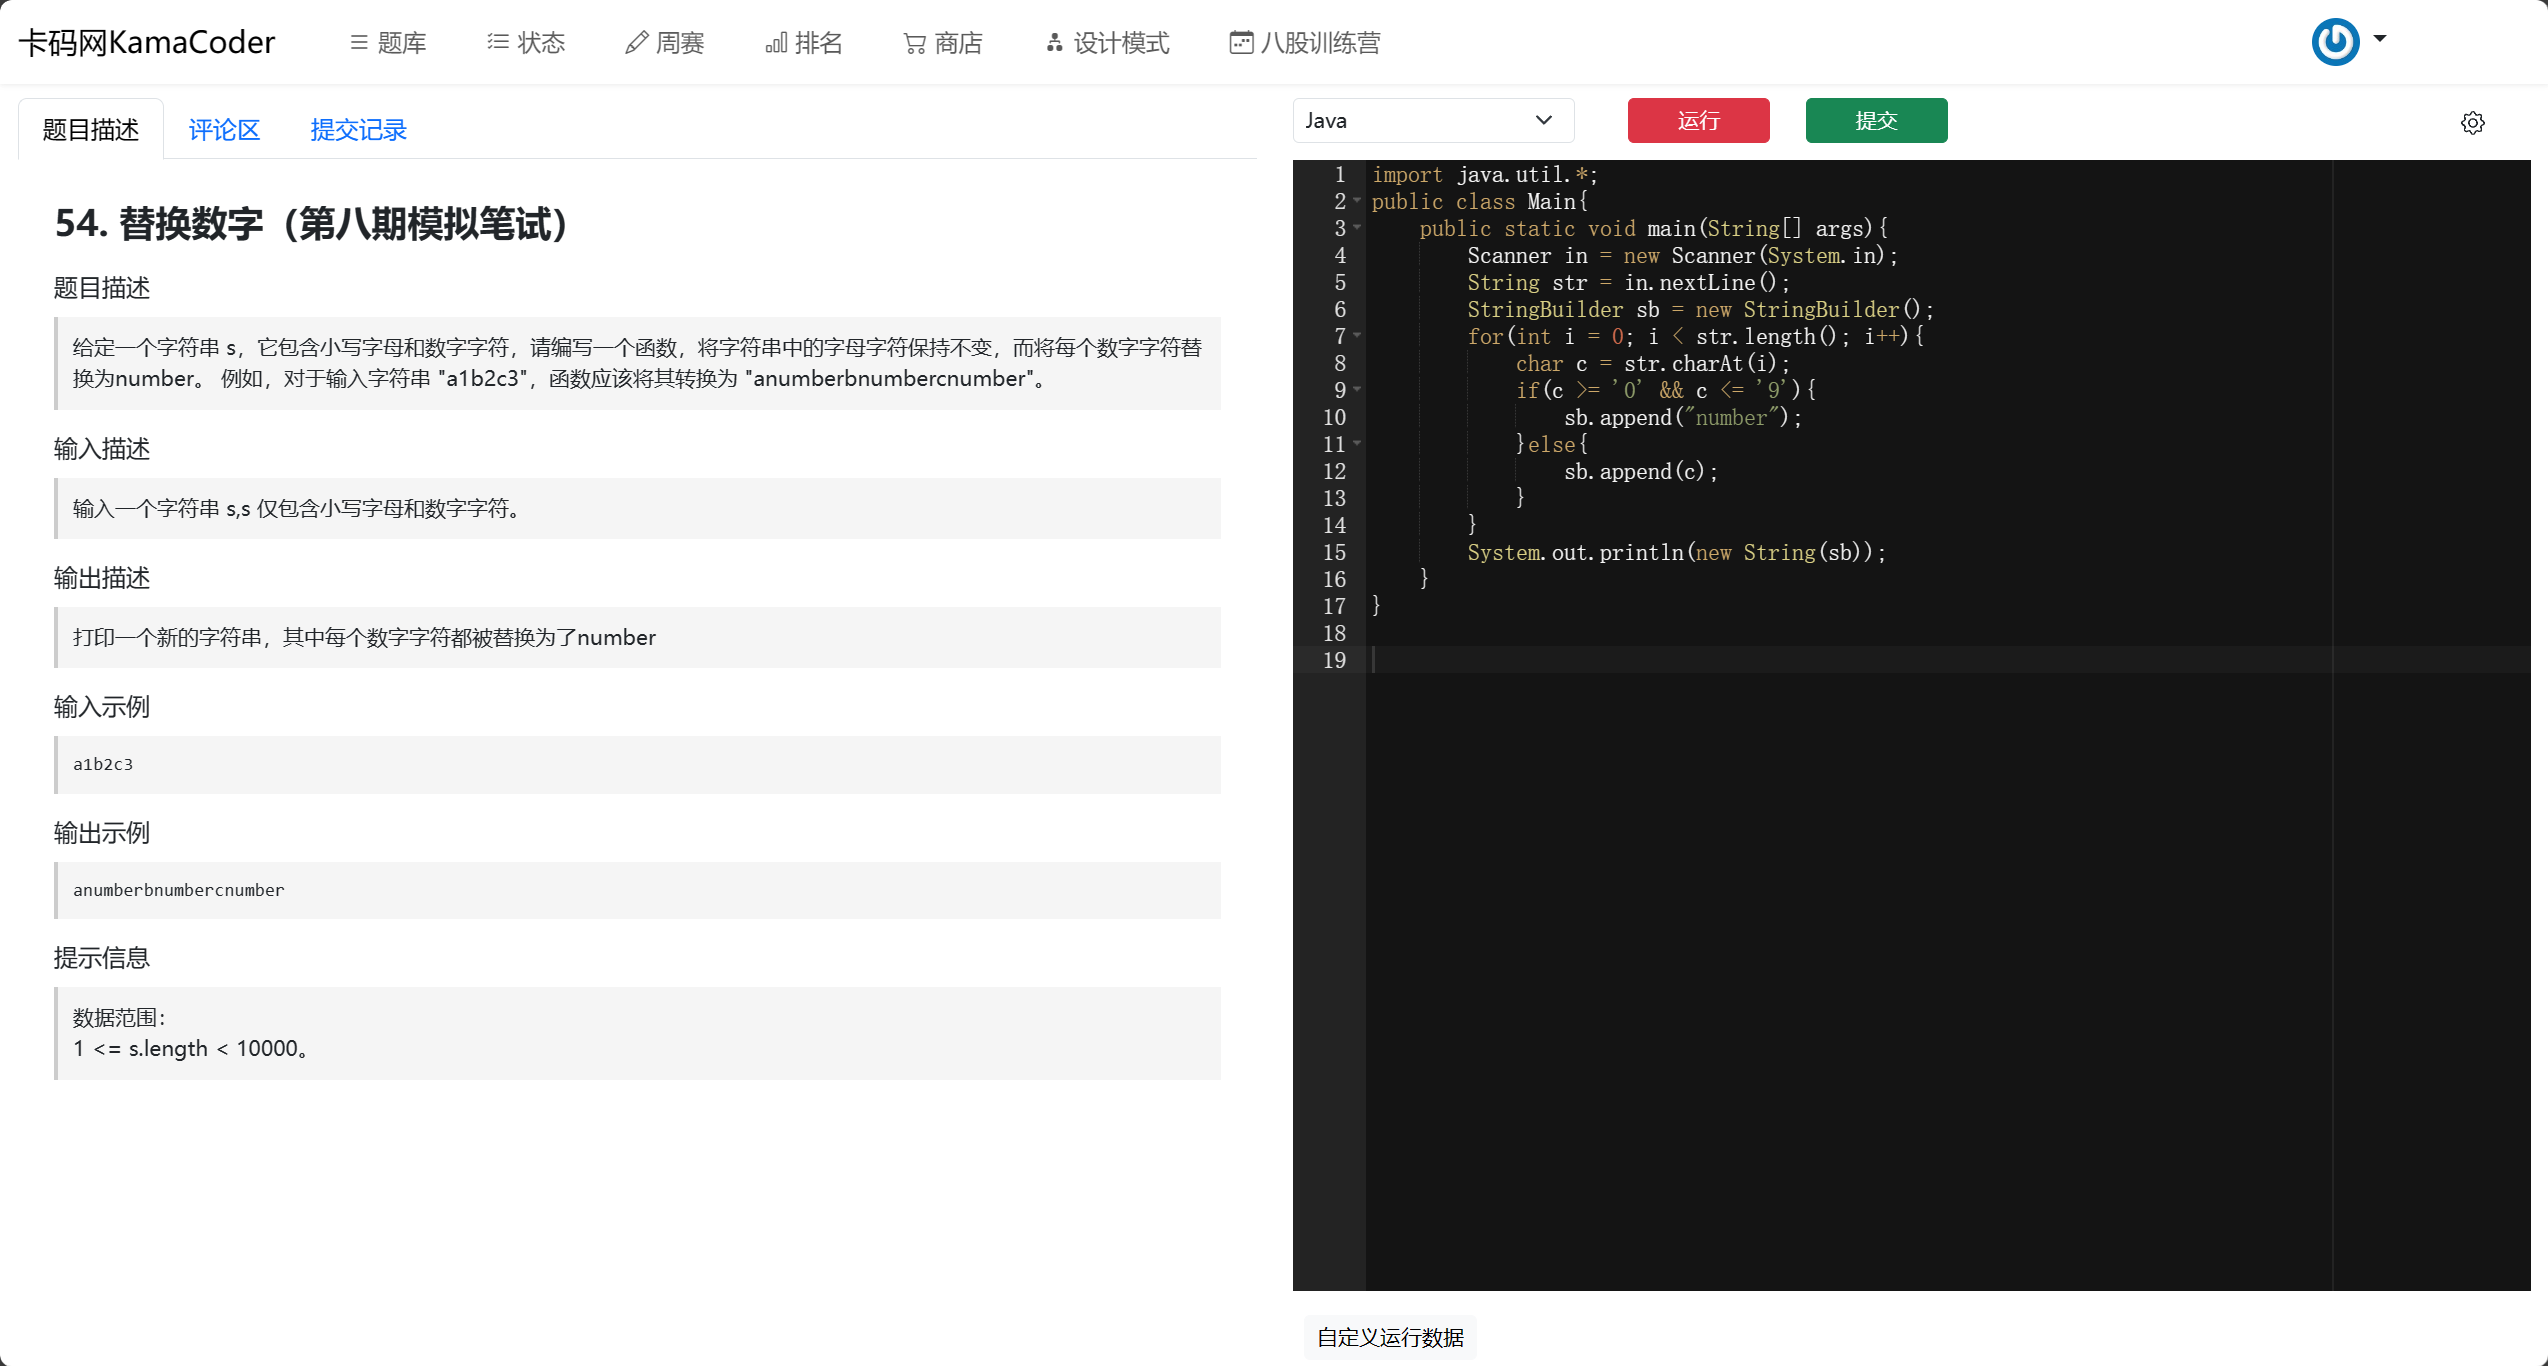 卡码网KamaCoder 题库 状态 周赛 排名 商店 设计模式 八股训练营
题目描述 评论区 提交记录
54. 替换数字（第八期模拟笔试）
题目描述
给定一个字符串 s，它包含小写字母和数字字符，请编写一个函数，将字符串中的字母字符保持不变，而将每个数字字符替
换为number。 例如，对于输入字符串 "a1b2c3"，函数应该将其转换为 "anumberbnumbercnumber"。
输入描述
输入一个字符串 s,s 仅包含小写字母和数字字符。
输出描述
打印一个新的字符串，其中每个数字字符都被替换为了number
输入示例
a1b2c3
输出示例
anumberbnumbercnumber
提示信息
数据范围：
1 <= s.length < 10000。
Java 运行 提交
1 import java.util.*;
2 public class Main{
3     public static void main(String[] args){
4         Scanner in = new Scanner(System.in);
5         String str = in.nextLine();
6         StringBuilder sb = new StringBuilder();
7         for(int i = 0; i < str.length(); i++){
8             char c = str.charAt(i);
9             if(c >= '0' && c <= '9'){
10                 sb.append("number");
11             }else{
12                 sb.append(c);
13             }
14         }
15         System.out.println(new String(sb));
16     }
17 }
18
19
自定义运行数据